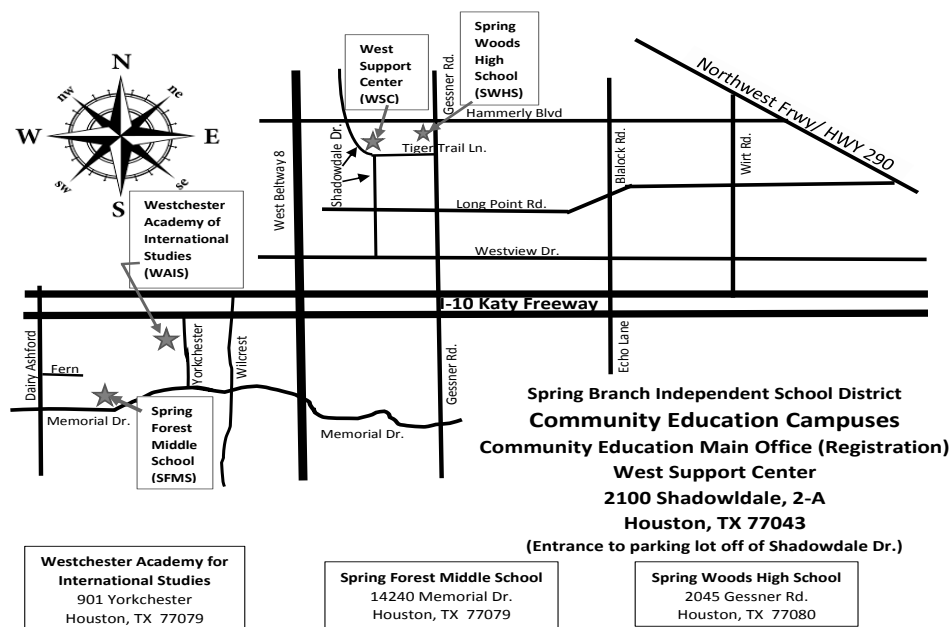 N
nw
ne
W
E
sw
se
S
West
Support
Center
(WSC)
Spring
Woods
High
School
(SWHS)
Gessner Rd.
Hammerly Blvd
Northwest Frwy/ HWY 290
Shadowdale Dr.
Tiger Trail Ln.
Blalock Rd.
Wirt Rd.
West Beltway 8
Long Point Rd.
Westview Dr.
Westchester
Academy of
International
Studies
(WAIS)
I-10 Katy Freeway
Dairy Ashford
Fern
Yorkchester
Wilcrest
Gessner Rd.
Echo Lane
Memorial Dr.
Spring
Forest
Middle
School
(SFMS)
Memorial Dr.
Spring Branch Independent School District
Community Education Campuses
Community Education Main Office (Registration)
West Support Center
2100 Shadowldale, 2-A
Houston, TX 77043
(Entrance to parking lot off of Shadowdale Dr.)
Westchester Academy for
International Studies
901 Yorkchester
Houston, TX  77079
Spring Forest Middle School
14240 Memorial Dr.
Houston, TX  77079
Spring Woods High School
2045 Gessner Rd.
Houston, TX  77080